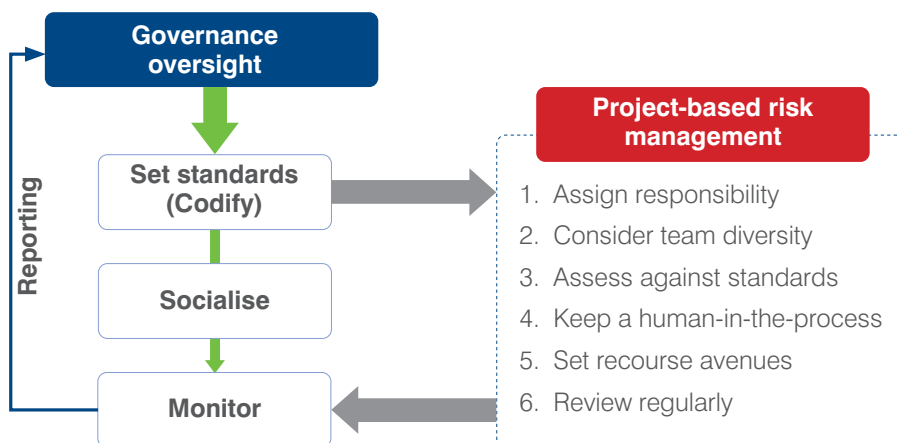 Governance
oversight
Reporting
Set standards
(Codify)
Socialise
Monitor
Project-based risk
management
1. Assign responsibility
2. Consider team diversity
3. Assess against standards
4. Keep a human-in-the-process
5. Set recourse avenues
6. Review regularly